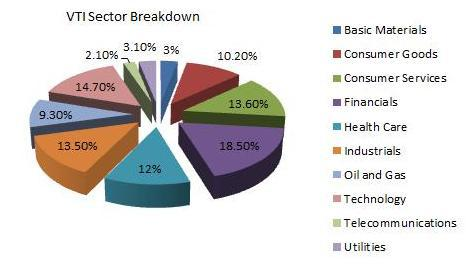 VTI Sector Breakdown
3%
10.20%
13.60%
18.50%
12%
13.50%
9.30%
14.70%
2.10%
3.10%
Basic Materials
Consumer Goods
Consumer Services
Financials
Health Care
Industrials
Oil and Gas
Technology
Telecommunications
Utilities